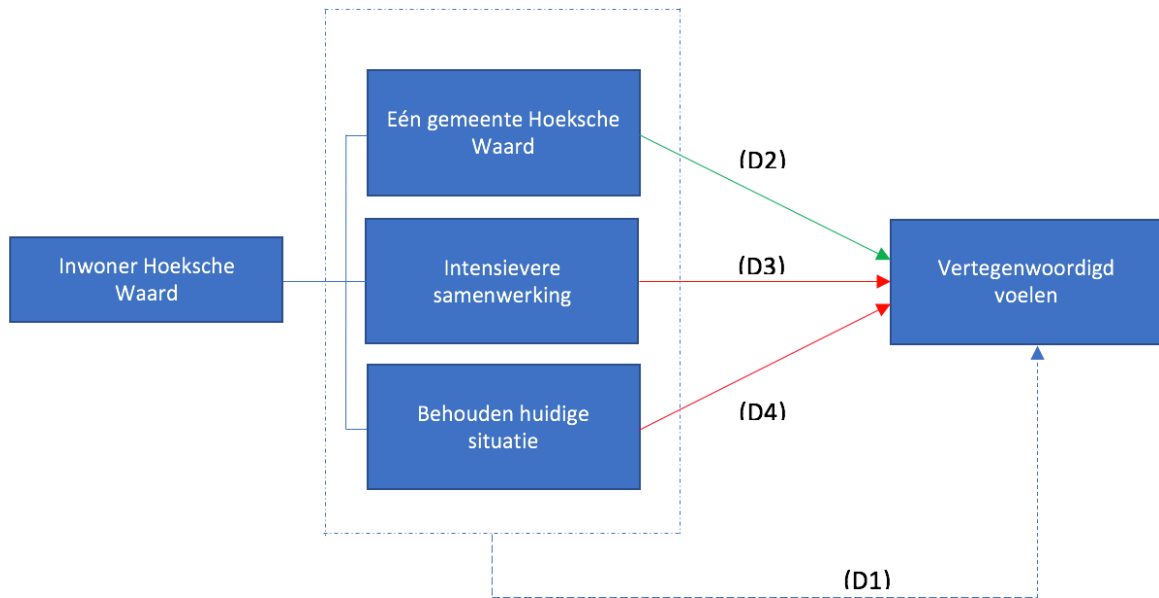 Eén gemeente Hoeksche
Waard
(D2)
Inwoner Hoeksche
Waard
Intensievere
samenwerking
(D3)
Vertegenwoordigd
voelen
Behouden huidige
situatie
(D4)
(D1)